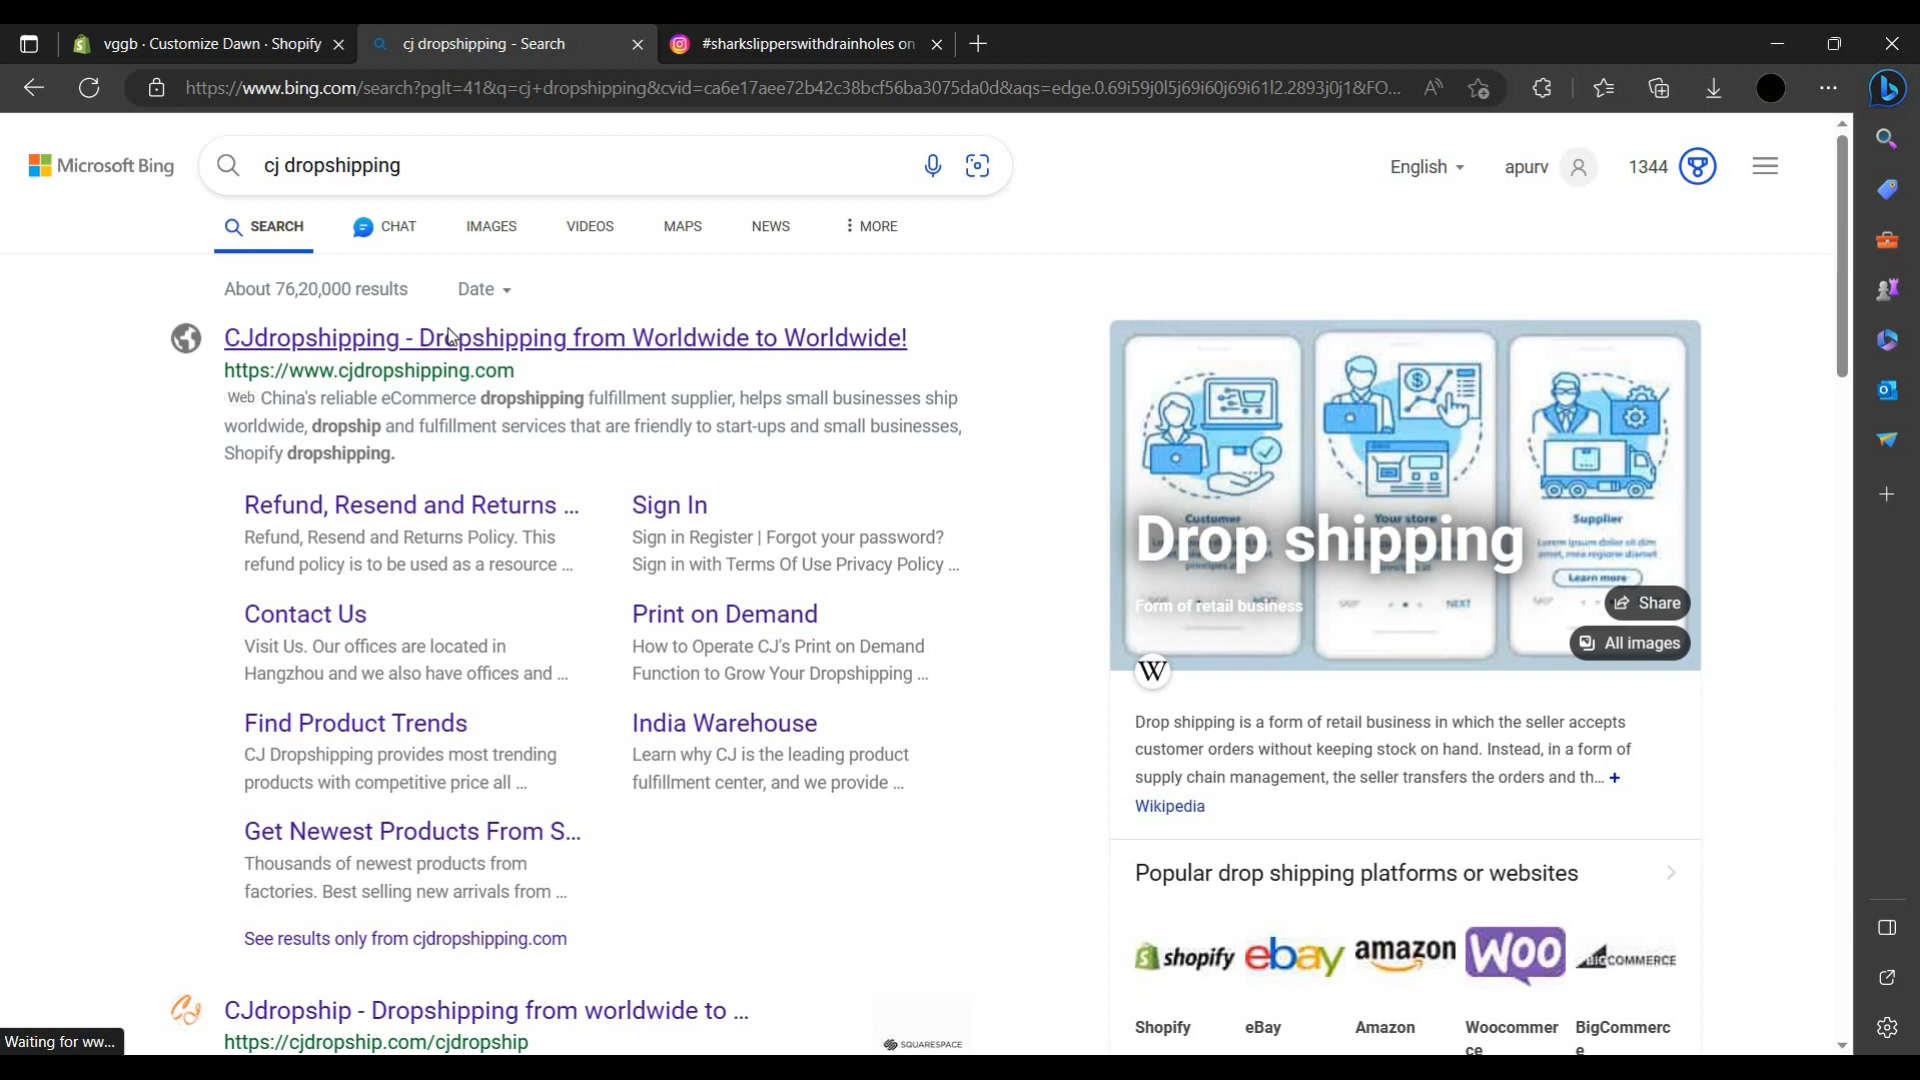 vggb · Customize Dawn · Shopify
cj dropshipping - Search
#sharkslipperswithdrainholes on
https://www.bing.com/search?pglt=41&q=cj+dropshipping&cvid=ca6e17aee72b42c38bcf56ba3075da0d&aqs=edge.0.69i59j0l5j69i60j69i61l2.2893j0j1&FO...
Microsoft Bing
cj dropshipping
English
apurv
1344
SEARCH
CHAT
IMAGES
VIDEOS
MAPS
NEWS
MORE
About 76,20,000 results
Date
CJdropshipping - Dropshipping from Worldwide to Worldwide!
https://www.cjdropshipping.com
Web China's reliable eCommerce dropshipping fulfillment supplier, helps small businesses ship
worldwide, dropship and fulfillment services that are friendly to start-ups and small businesses,
Shopify dropshipping.
Refund, Resend and Returns ...
Refund, Resend and Returns Policy. This
refund policy is to be used as a resource ...
Sign In
Sign in Register | Forgot your password?
Sign in with Terms Of Use Privacy Policy ...
Contact Us
Visit Us. Our offices are located in
Hangzhou and we also have offices and ...
Print on Demand
How to Operate CJ's Print on Demand
Function to Grow Your Dropshipping ...
Find Product Trends
CJ Dropshipping provides most trending
products with competitive price all ...
India Warehouse
Learn why CJ is the leading product
fulfillment center, and we provide ...
Get Newest Products From S...
Thousands of newest products from
factories. Best selling new arrivals from ...
See results only from cjdropshipping.com
CJdropship - Dropshipping from worldwide to ...
https://cjdropship.com/cjdropship
SQUARESPACE
Waiting for ww...
Customer
Your store
Supplier
Lorem ipsum dolor sit dim
amet, mea regione diamet
Learn more
Drop shipping
Form of retail business
NEXT
Share
All images
W
Drop shipping is a form of retail business in which the seller accepts
customer orders without keeping stock on hand. Instead, in a form of
supply chain management, the seller transfers the orders and th... +
Wikipedia
Popular drop shipping platforms or websites
shopify
ebay
amazon
WOO
BIGCOMMERCE
Shopify
eBay
Amazon
Woocommer
ce
BigCommerc
e